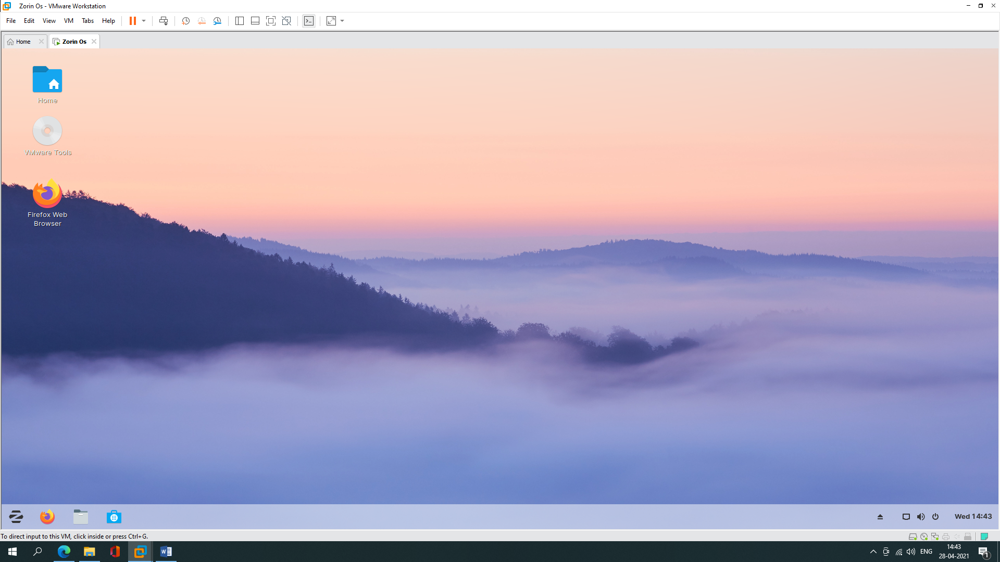 Zorin Os - VMware Workstation
File Edit View VM Tabs Help
Home
Zorin Os
Home
VMware Tools
Firefox Web
Browser
Wed 14:43
To direct input to this VM, click inside or press Ctrl+G.
W
ENG
14:43
28-04-2021
1